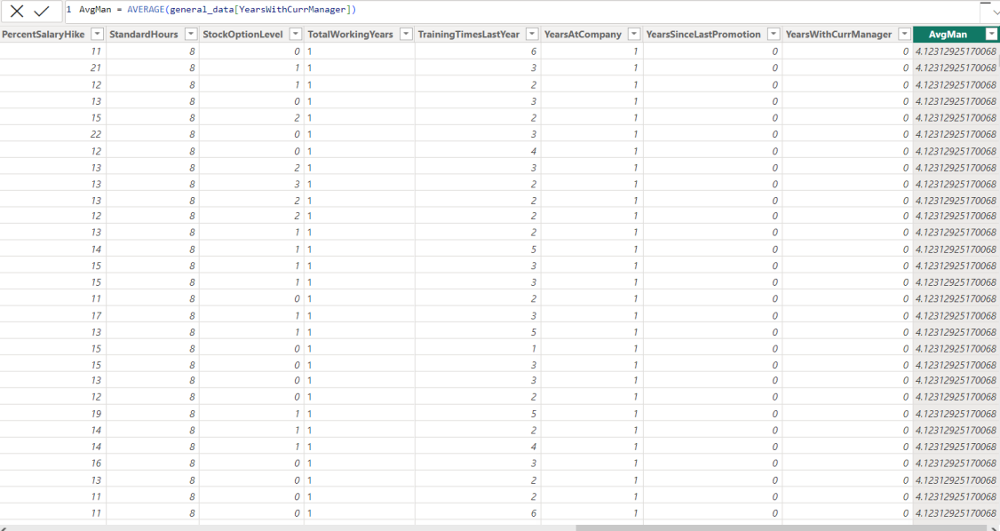 1 AvgMan = AVERAGE(general_data[YearsWithCurrManager])
PercentSalaryHike StandardHours StockOptionLevel TotalWorkingYears TrainingTimesLastYear YearsAtCompany YearsSinceLastPromotion YearsWithCurrManager AvgMan
11 8 0 1 6 1 0 0 4.12312925170068
21 8 1 1 3 1 0 0 4.12312925170068
12 8 1 1 2 1 0 0 4.12312925170068
13 8 0 1 3 1 0 0 4.12312925170068
15 8 2 1 2 1 0 0 4.12312925170068
22 8 0 1 3 1 0 0 4.12312925170068
12 8 0 1 4 1 0 0 4.12312925170068
13 8 2 1 3 1 0 0 4.12312925170068
13 8 3 1 2 1 0 0 4.12312925170068
13 8 2 1 2 1 0 0 4.12312925170068
12 8 2 1 2 1 0 0 4.12312925170068
13 8 1 1 2 1 0 0 4.12312925170068
14 8 1 1 5 1 0 0 4.12312925170068
15 8 1 1 3 1 0 0 4.12312925170068
15 8 1 1 3 1 0 0 4.12312925170068
11 8 0 1 2 1 0 0 4.12312925170068
17 8 1 1 3 1 0 0 4.12312925170068
13 8 1 1 5 1 0 0 4.12312925170068
15 8 0 1 1 1 0 0 4.12312925170068
15 8 0 1 3 1 0 0 4.12312925170068
13 8 0 1 3 1 0 0 4.12312925170068
12 8 0 1 2 1 0 0 4.12312925170068
19 8 1 1 5 1 0 0 4.12312925170068
14 8 1 1 2 1 0 0 4.12312925170068
14 8 1 1 4 1 0 0 4.12312925170068
16 8 0 1 3 1 0 0 4.12312925170068
13 8 0 1 2 1 0 0 4.12312925170068
11 8 0 1 2 1 0 0 4.12312925170068
11 8 0 1 6 1 0 0 4.12312925170068